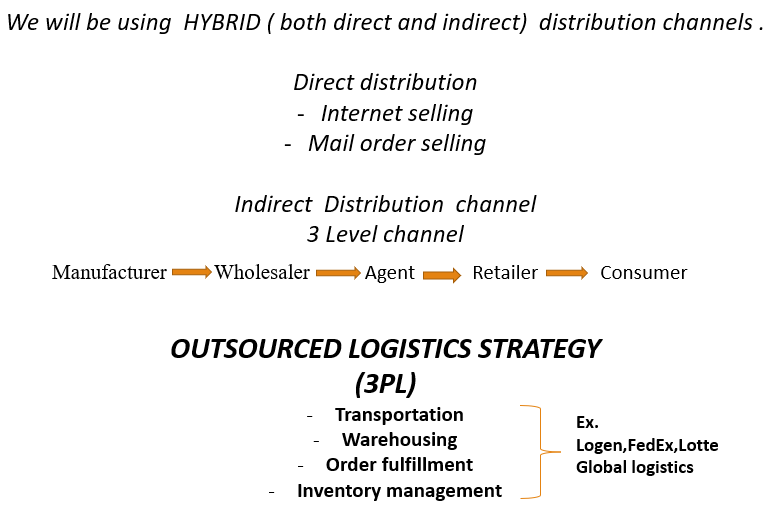 We will be using HYBRID ( both direct and indirect) distribution channels .
Direct distribution
- Internet selling
- Mail order selling
Indirect Distribution channel
3 Level channel
Manufacturer Wholesaler Agent Retailer Consumer
OUTSOURCED LOGISTICS STRATEGY
(3PL)
- Transportation
- Warehousing
- Order fulfillment
- Inventory management
Ex.
Logen,FedEx,Lotte
Global logistics